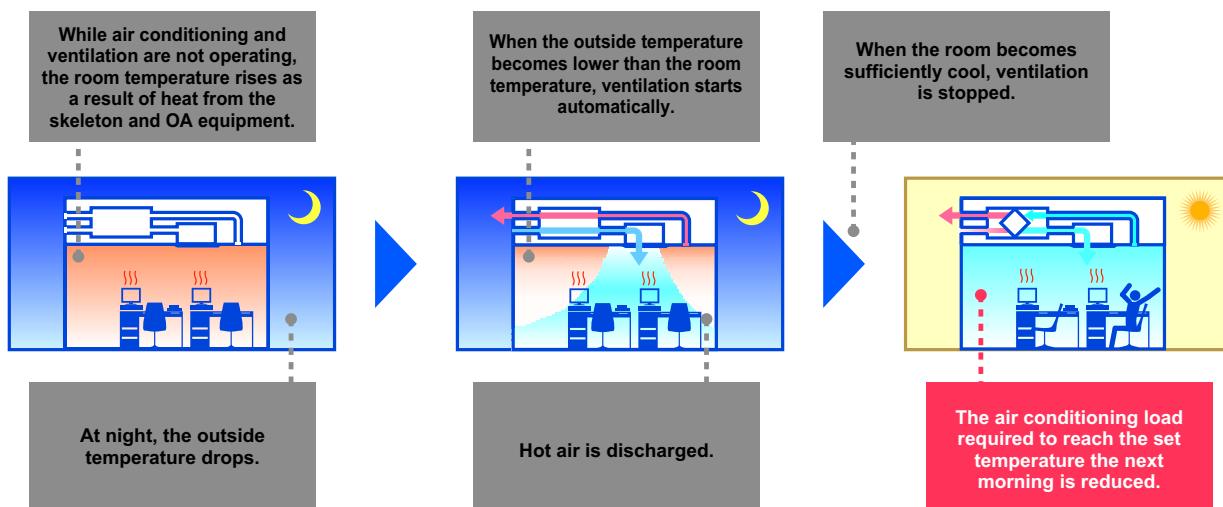 While air conditioning and
ventilation are not operating,
the room temperature rises as
a result of heat from the
skeleton and OA equipment.
When the outside temperature
becomes lower than the room
temperature, ventilation starts
automatically.
When the room becomes
sufficiently cool, ventilation
is stopped.
At night, the outside
temperature drops.
Hot air is discharged.
The air conditioning load
required to reach the set
temperature the next
morning is reduced.